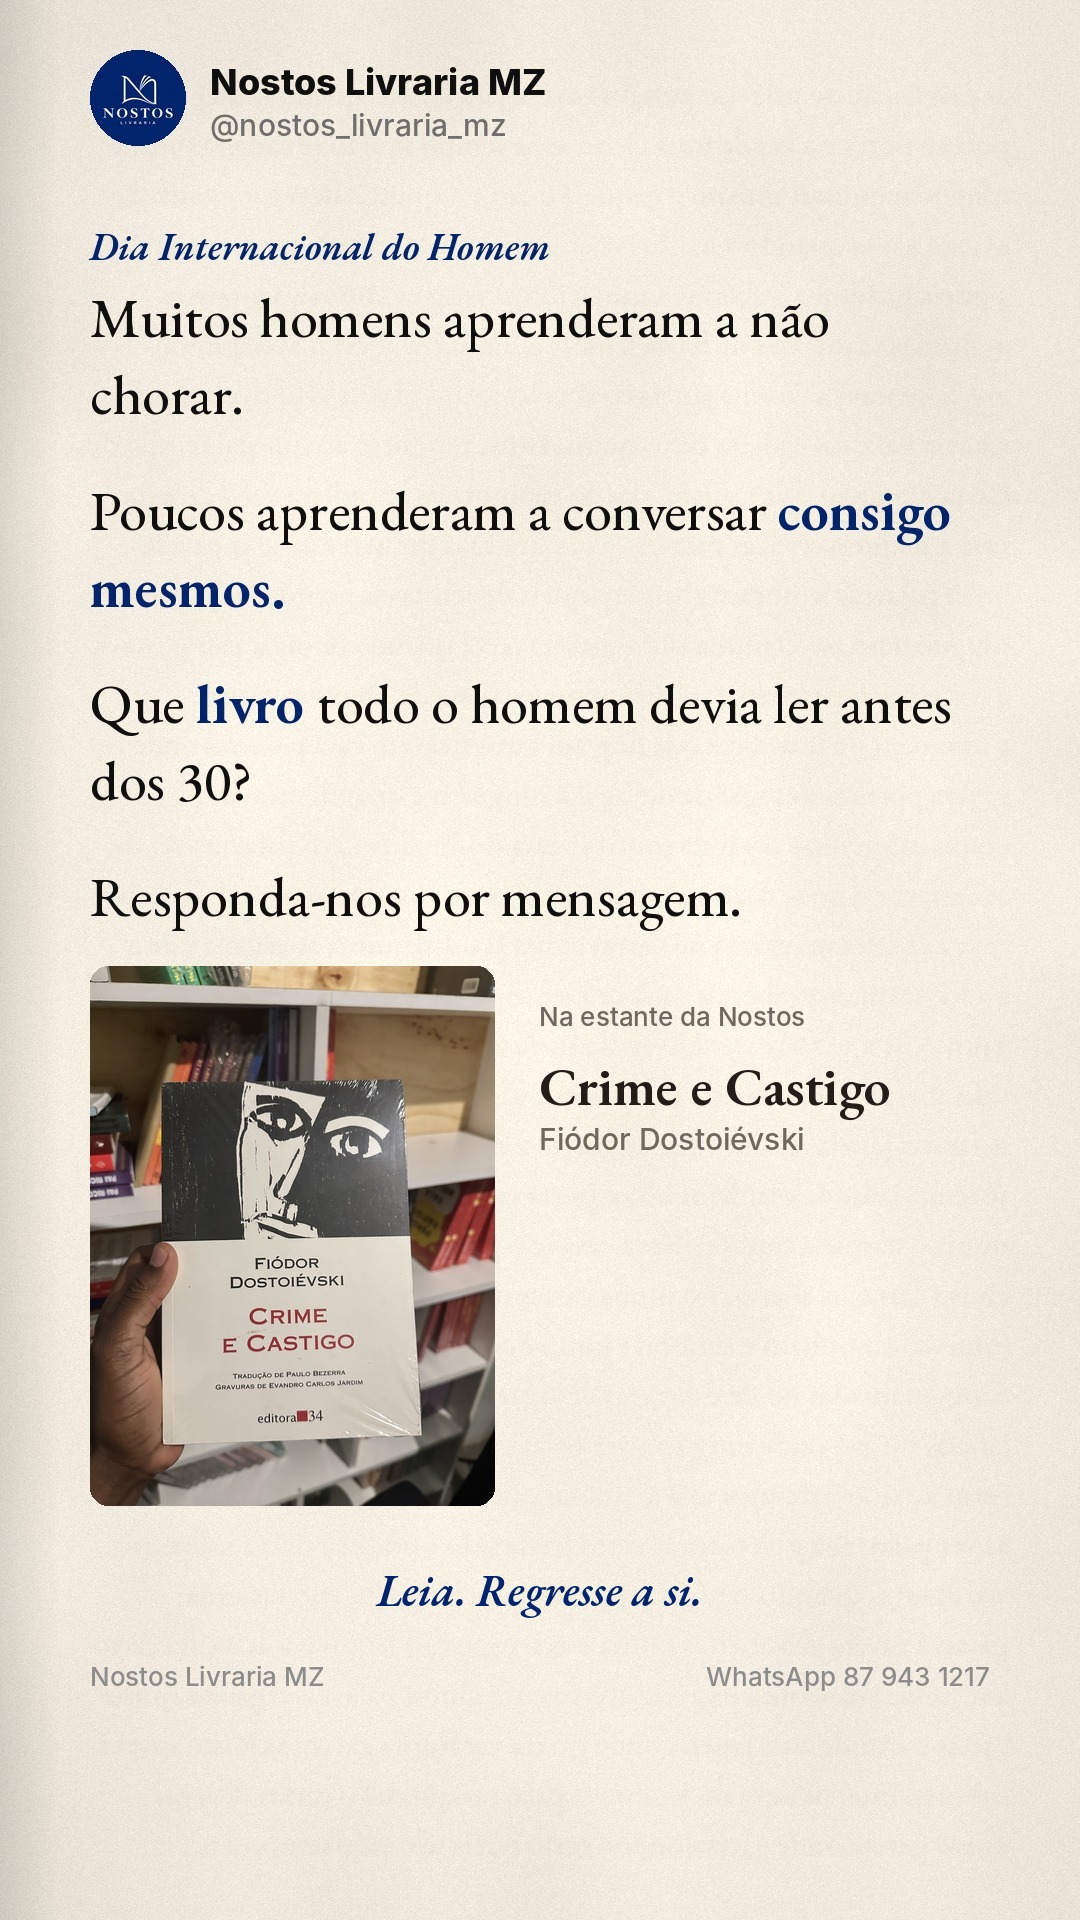 NOSTOS
LIVRARIA
Nostos Livraria MZ
@nostos_livraria_mz
Dia Internacional do Homem
Muitos homens aprenderam a não
chorar.
Poucos aprenderam a conversar consigo
mesmos.
Que livro todo o homem devia ler antes
dos 30?
Responda-nos por mensagem.
Na estante da Nostos
Crime e Castigo
Fiódor Dostoiévski
FIÓDOR
DOSTOIÉVSKI
CRIME
E CASTIGO
TRADUÇÃO DE PAULO BEZERRA
GRAVURAS DE EVANDRO CARLOS JARDIM
editora 34
Leia. Regresse a si.
Nostos Livraria MZ
WhatsApp 87 943 1217